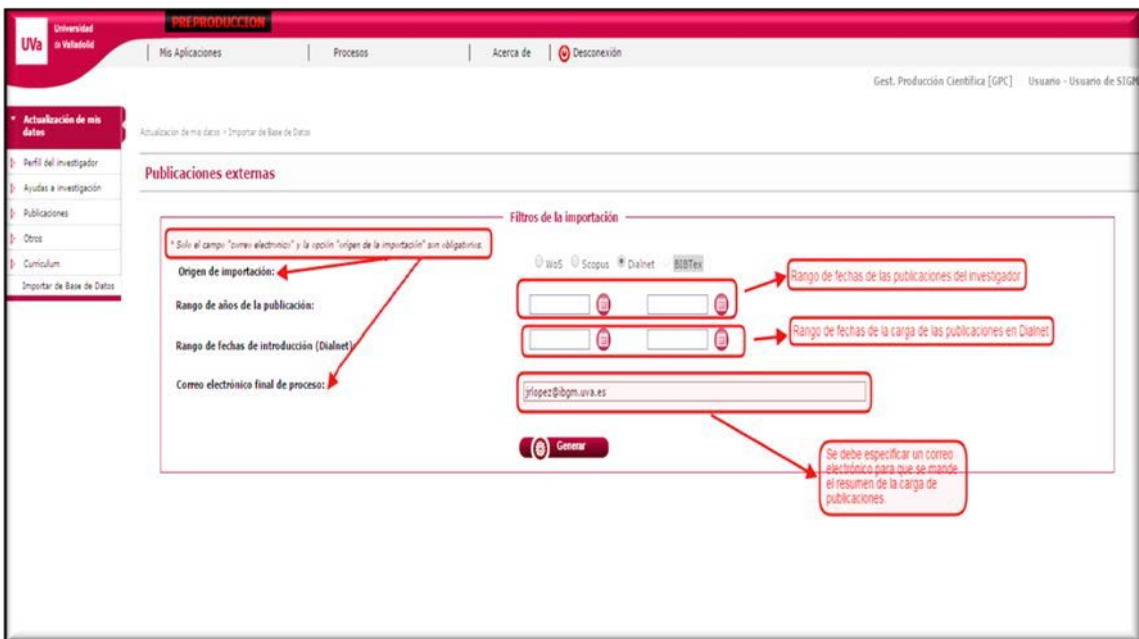 PREPRODUCCION
UVa
Universidad
de Valladolid
Mis Aplicaciones
Procesos
Acerca de
Desconexión
Gest. Producción Científica [GPC] Usuario - Usuario de SIGM
Actualización de mis
datos
Perfil del investigador
Ayudas a investigación
Publicaciones
Otros
Curriculum
Importar de Base de Datos
Actualización de mis datos > Importar de Base de Datos
Publicaciones externas
Filtros de la importación
* Solo el campo "correo electronico" y la opción "origen de la importación" son obligatorios.
Origen de importación:
WoS Scopus Dialnet BIBTex
Rango de años de la publicación:
Rango de fechas de introducción (Dialnet)
Correo electrónico final de proceso:
jrlopez@ibgm.uva.es
Generar
Rango de fechas de las publicaciones del investigador
Rango de fechas de la carga de las publicaciones en Dialnet
Se debe especificar un correo
electrónico para que se mande
el resumen de la carga de
publicaciones.